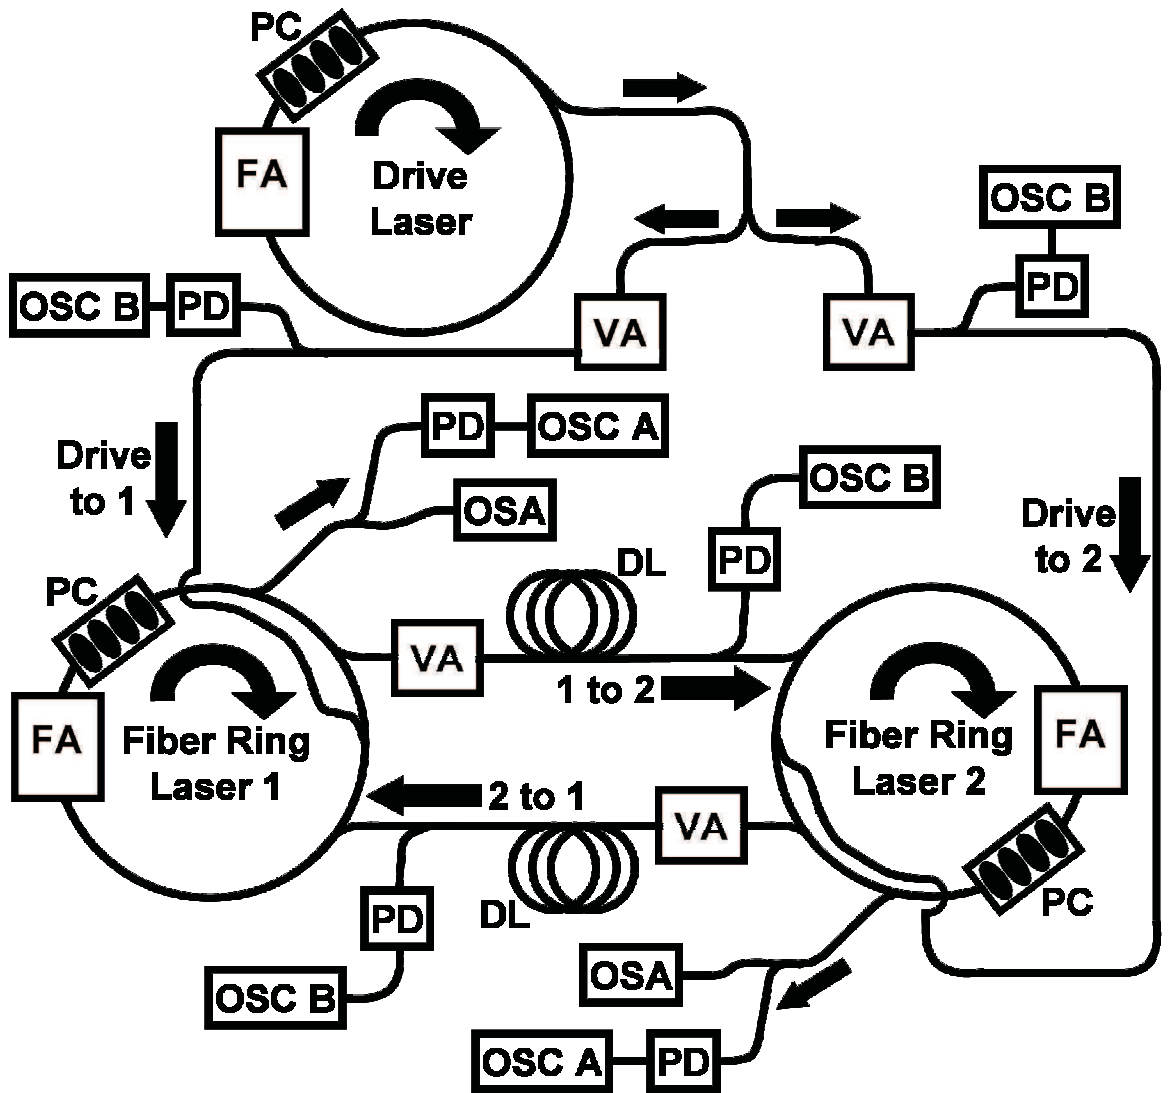 PC
FA
Drive
Laser
OSC B
PD
OSC B
PD
VA
VA
PD
OSC A
Drive
to 1
OSA
OSC B
Drive
to 2
PD
DL
PC
VA
1 to 2
FA
Fiber Ring
Laser 1
Fiber Ring
Laser 2
FA
2 to 1
VA
PD
DL
PC
OSC B
OSA
OSC A
PD